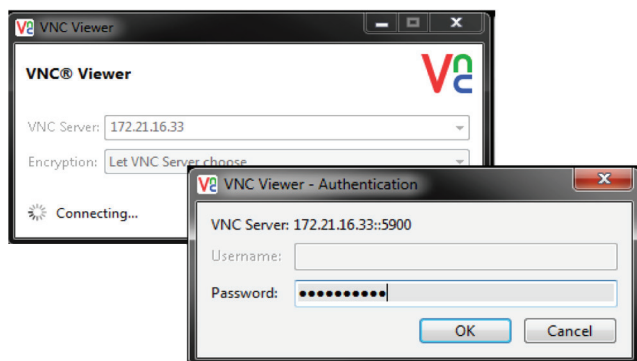 VNC Viewer
VNC® Viewer
VNC Server: 172.21.16.33
Encryption: Let VNC Server choose
Connecting...
VNC Viewer - Authentication
VNC Server: 172.21.16.33::5900
Username:
Password: ••••••••••
OK Cancel